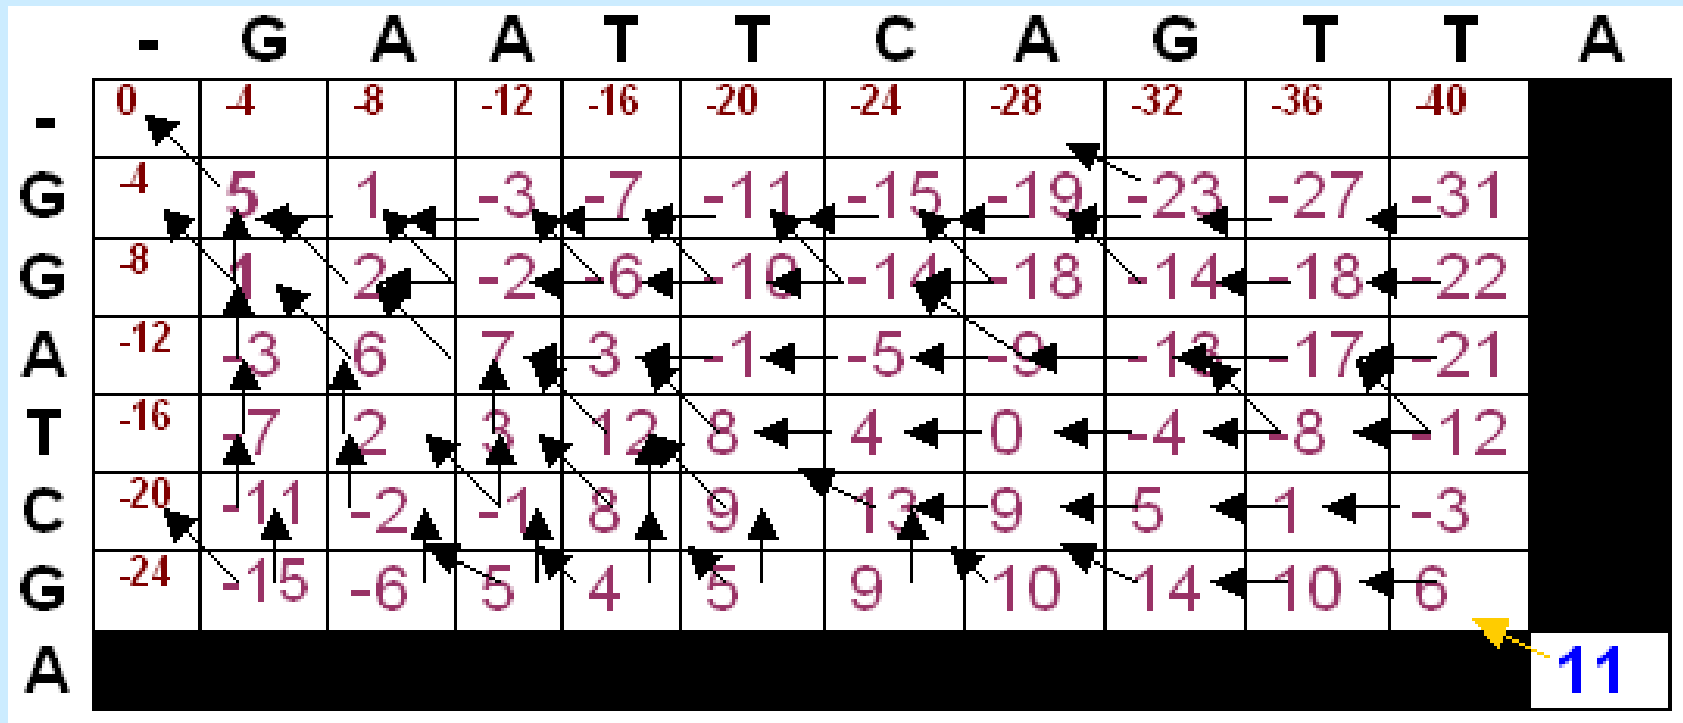 - G A A T T C A G T T A
- 0 -4 -8 -12 -16 -20 -24 -28 -32 -36 -40
G -4 5 1 -3 -7 -11 -15 -19 -23 -27 -31
G -8 1 2 -2 -6 -10 -14 -18 -14 -18 -22
A -12 -3 6 7 3 -1 -5 -9 -13 -17 -21
T -16 -7 2 3 12 8 4 0 -4 -8 -12
C -20 -11 -2 -1 8 9 13 9 5 1 -3
G -24 -15 -6 5 4 5 9 10 14 10 6
A 11